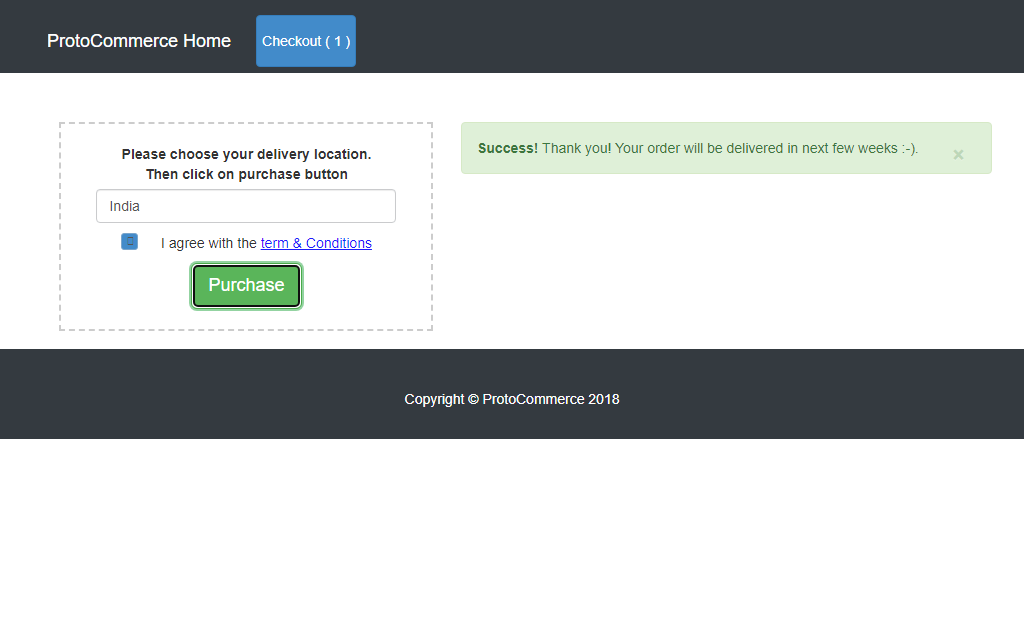 ProtoCommerce Home
Checkout ( 1 )
Please choose your delivery location.
Then click on purchase button
India
I agree with the term & Conditions
Purchase
Success! Thank you! Your order will be delivered in next few weeks :-).
×
Copyright © ProtoCommerce 2018